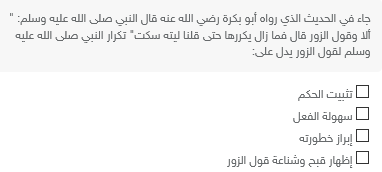 جاء في الحديث الذي رواه أبو بكرة رضي الله عنه قال النبي صلى الله عليه وسلم: "
ألا وقول الزور قال فما زال يكررها حتى قلنا ليته سكت" تكرار النبي صلى الله عليه
وسلم لقول الزور يدل على:
تثبيت الحكم
سهولة الفعل
إبراز خطورته
إظهار قبح وشناعة قول الزور